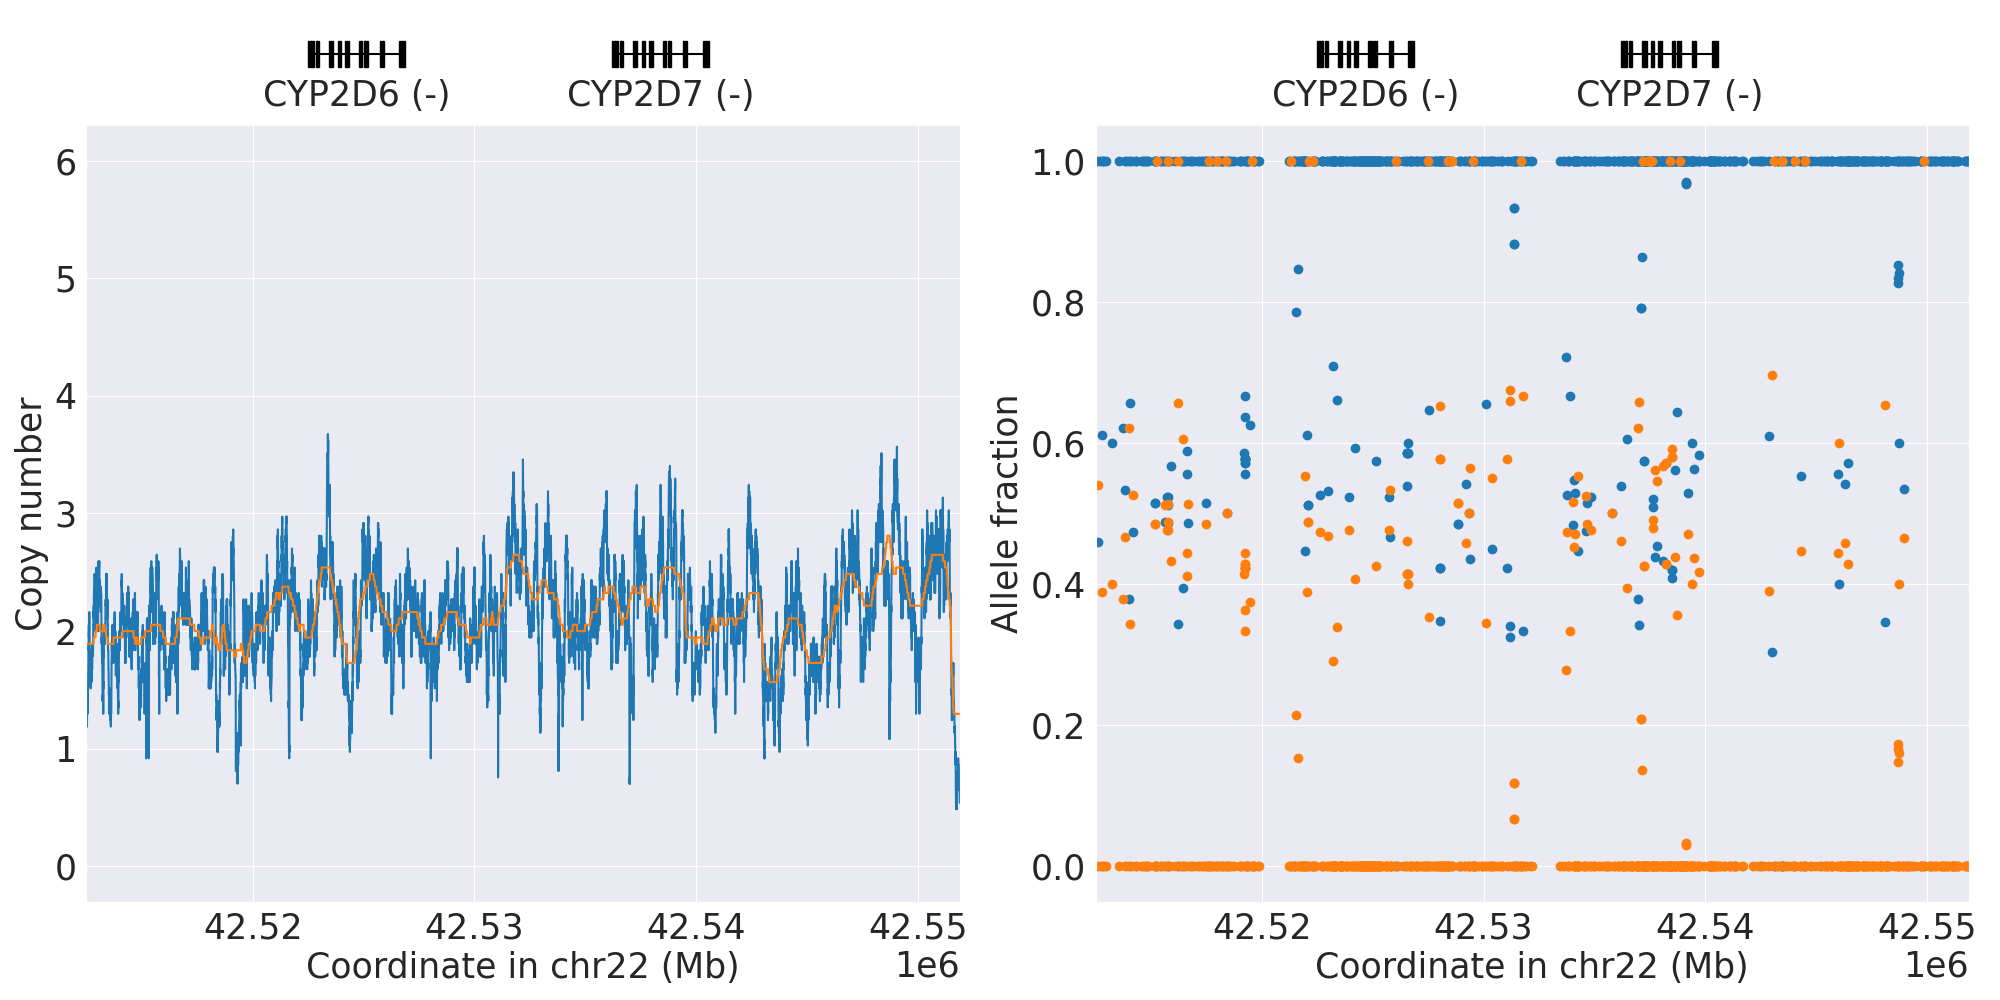 CYP2D6 (-)
CYP2D7 (-)
6
5
4
3
2
1
0
Copy number
42.52
42.53
42.54
42.55
Coordinate in chr22 (Mb)
1e6
CYP2D6 (-)
CYP2D7 (-)
1.0
0.8
0.6
0.4
0.2
0.0
Allele fraction
42.52
42.53
42.54
42.55
Coordinate in chr22 (Mb)
1e6